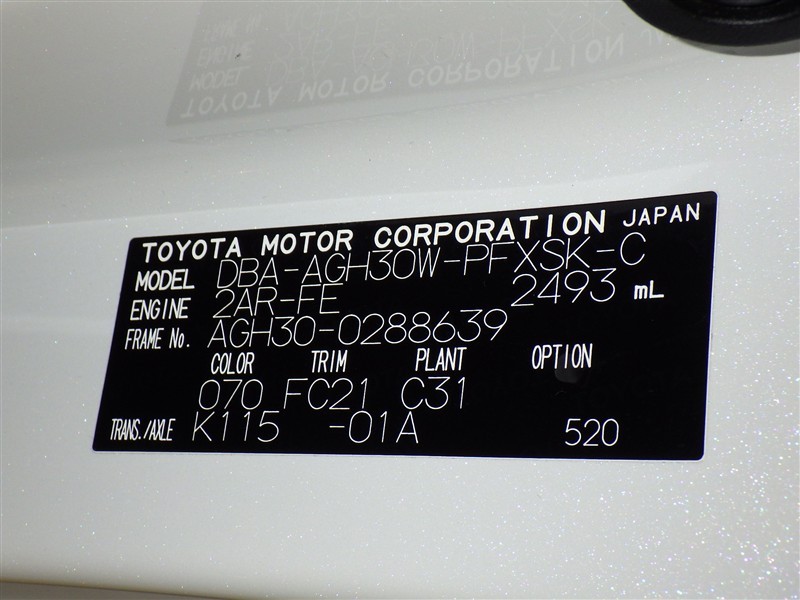 TOYOTA MOTOR CORPORATION JAPAN
MODEL DBA-AGH30W-PFXSK-C
ENGINE 2AR-FE 2493 mL
FRAME No. AGH30-0288639
COLOR TRIM PLANT OPTION
070 FC21 C31
TRANS./AXLE K115 -01A 520